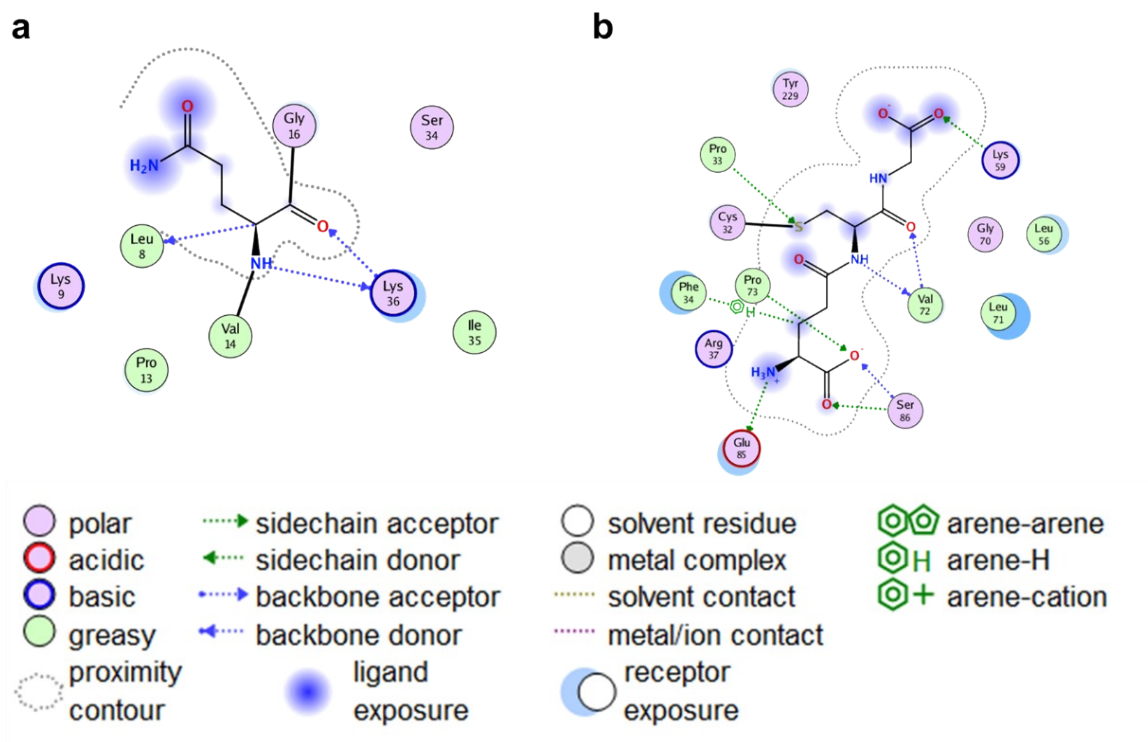 a
b
O
H₂N
Gly
16
Ser
34
O
Leu
8
NH
Lys
9
Lys
36
Val
14
Ile
35
Pro
13
Tyr
229
O⁻
O
Pro
33
Lys
59
HN
Cys
32
S
O
Gly
70
Leu
56
O
NH
Phe
34
Pro
73
H
Val
72
Leu
71
Arg
37
O⁻
H₃N⁺
O
Ser
86
Glu
85
polar
sidechain acceptor
solvent residue
arene-arene
acidic
sidechain donor
metal complex
H arene-H
basic
backbone acceptor
solvent contact
+ arene-cation
greasy
backbone donor
metal/ion contact
proximity
contour
ligand
exposure
receptor
exposure